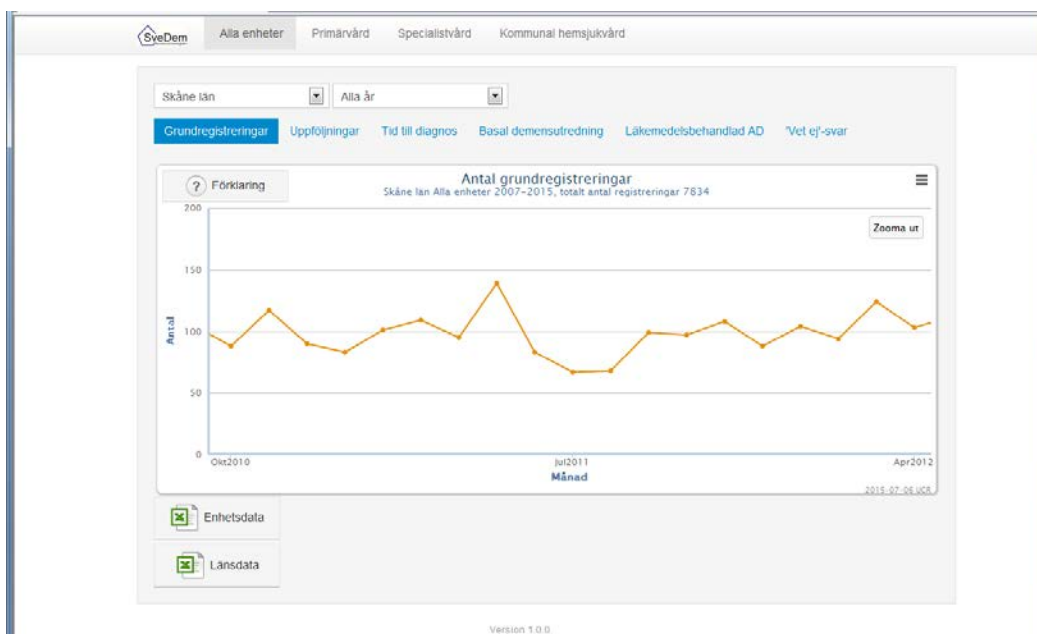 SveDem Alla enheter Primärvård Specialistvård Kommunal hemsjukvård
Skåne län Alla år
Grundregistreringar Uppföljningar Tid till diagnos Basal demensutredning Läkemedelsbehandlad AD 'Vet ej'-svar
? Förklaring
Antal grundregistreringar
Skåne län Alla enheter 2007-2015, totalt antal registreringar 7834
Zooma ut
200
150
100
50
0
Antal
Okt2010 Jul2011 Apr2012
Månad
2015-07-06 UCR
Enhetsdata
Länsdata
Version 1.0.0